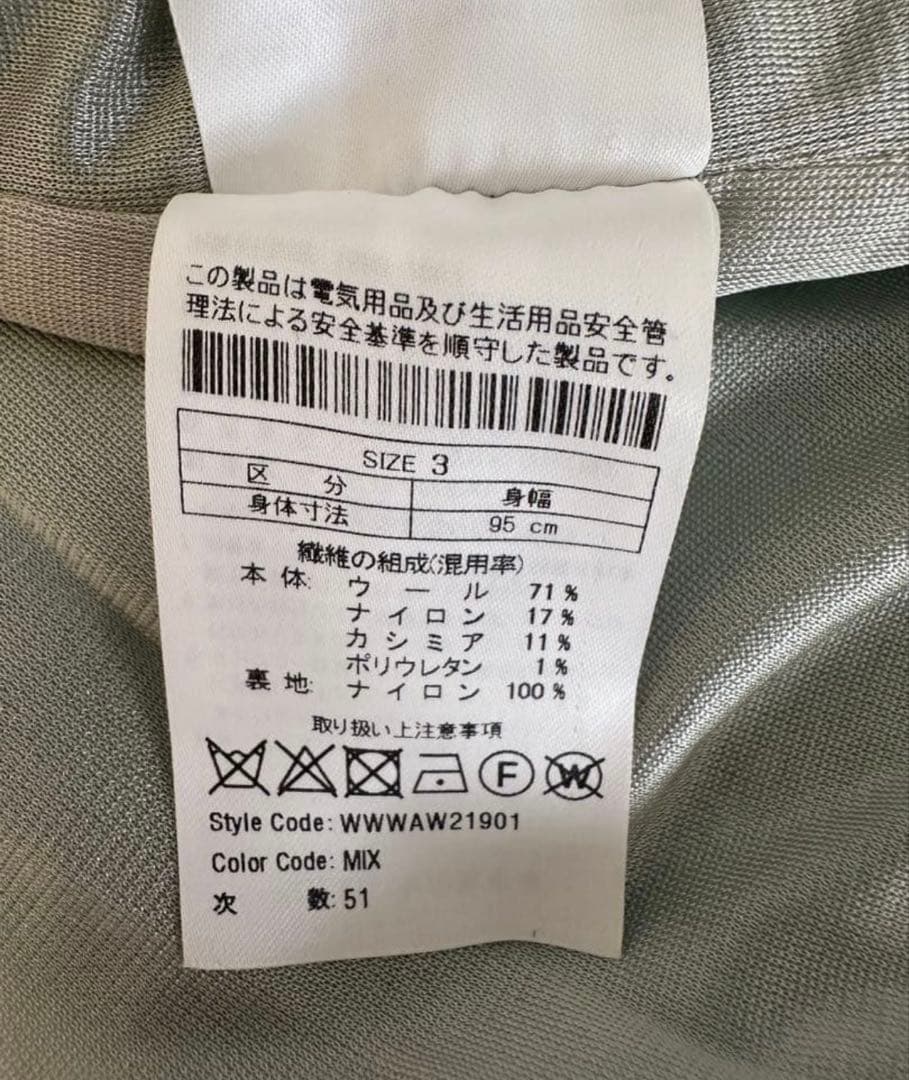 この製品は電気用品及び生活用品安全管
理法による安全基準を順守した製品です。
SIZE 3
区 分 身幅
身体寸法 95 cm
繊維の組成(混用率)
本 体: ウ ー ル 71 %
ナ イ ロ ン 17 %
カ シ ミ ア 11 %
ポリウレタン 1 %
裏 地: ナ イ ロ ン 100 %
取り扱い上注意事項
F W
Style Code: WWWAW21901
Color Code: MIX
次 数: 51